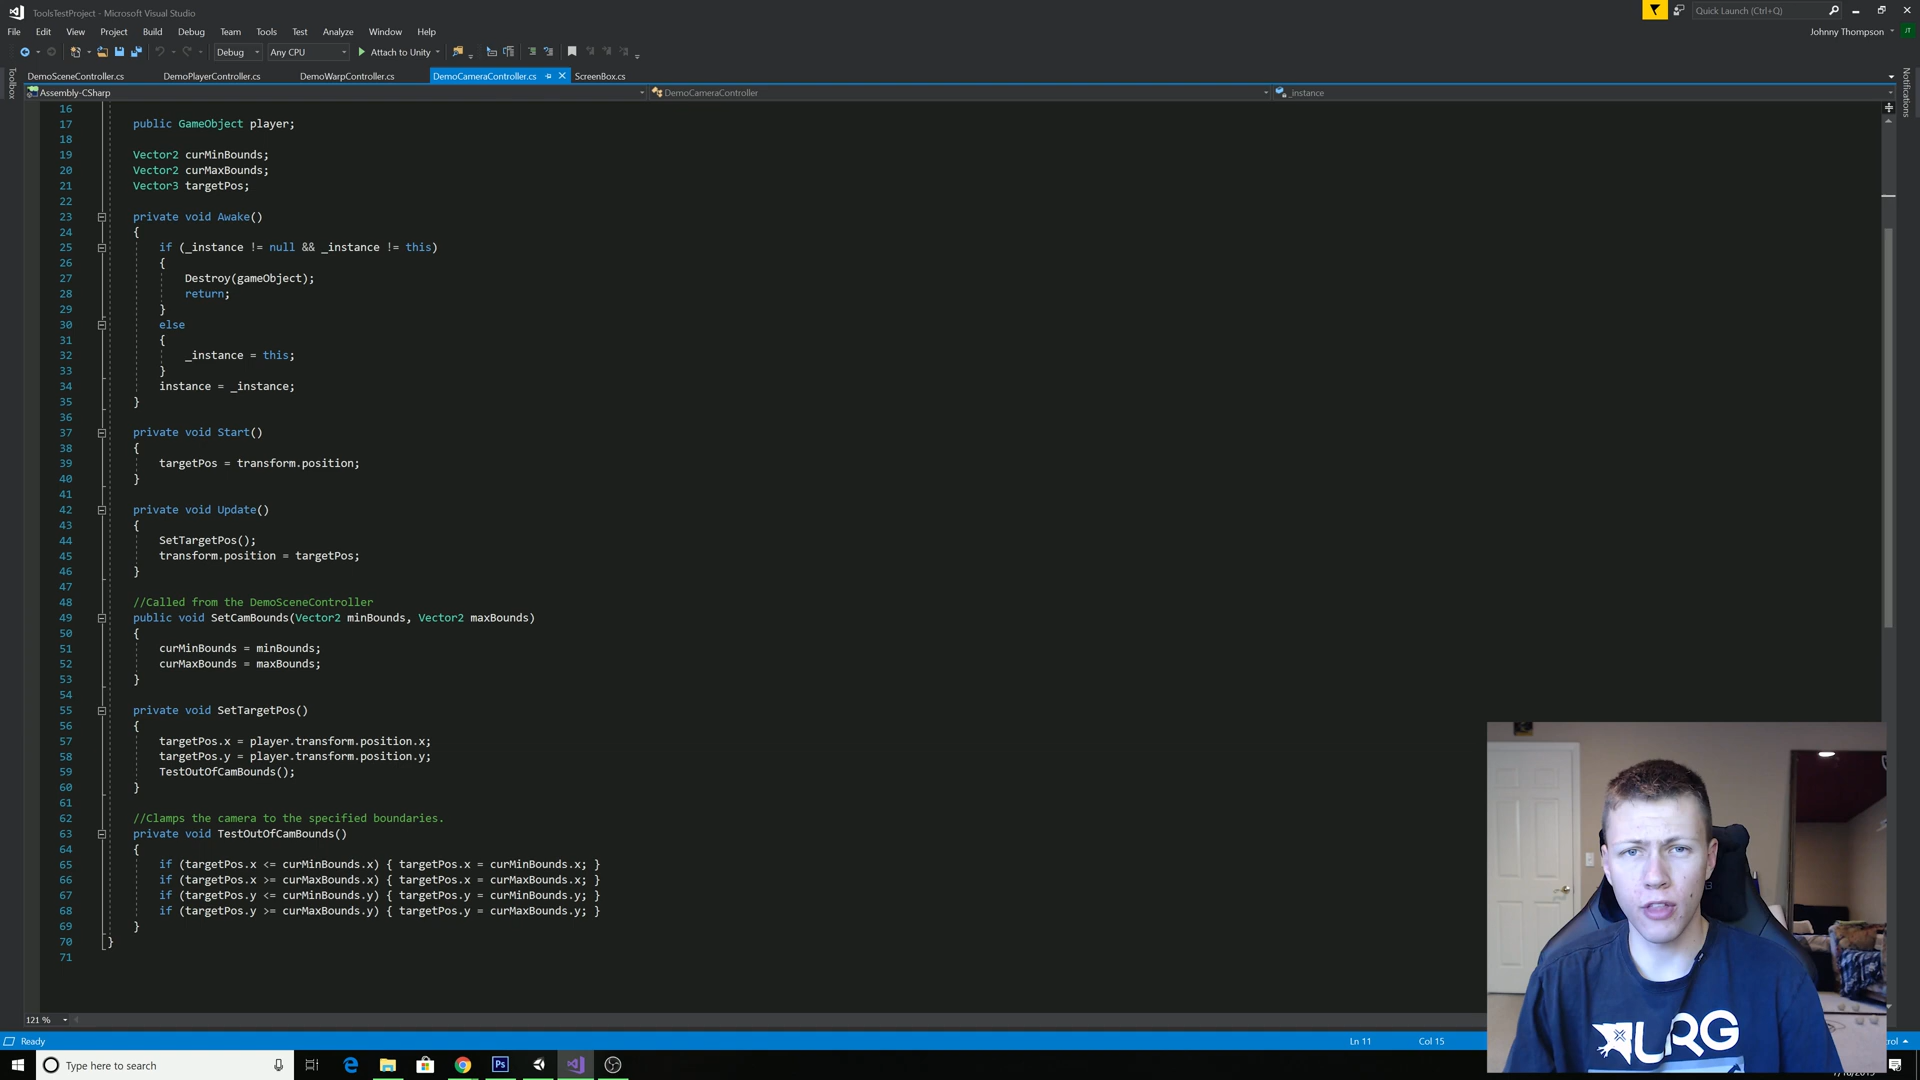 ToolsTestProject - Microsoft Visual Studio
Quick Launch (Ctrl+Q)
File Edit View Project Build Debug Team Tools Test Analyze Window Help
Johnny Thompson
JT
Debug Any CPU Attach to Unity
Toolbox
Notifications
DemoSceneController.cs DemoPlayerController.cs DemoWarpController.cs DemoCameraController.cs ScreenBox.cs
Assembly-CSharp DemoCameraController _instance
16
17 public GameObject player;
18
19 Vector2 curMinBounds;
20 Vector2 curMaxBounds;
21 Vector3 targetPos;
22
23 private void Awake()
24 {
25 if (_instance != null && _instance != this)
26 {
27 Destroy(gameObject);
28 return;
29 }
30 else
31 {
32 _instance = this;
33 }
34 instance = _instance;
35 }
36
37 private void Start()
38 {
39 targetPos = transform.position;
40 }
41
42 private void Update()
43 {
44 SetTargetPos();
45 transform.position = targetPos;
46 }
47
48 //Called from the DemoSceneController
49 public void SetCamBounds(Vector2 minBounds, Vector2 maxBounds)
50 {
51 curMinBounds = minBounds;
52 curMaxBounds = maxBounds;
53 }
54
55 private void SetTargetPos()
56 {
57 targetPos.x = player.transform.position.x;
58 targetPos.y = player.transform.position.y;
59 TestOutOfCamBounds();
60 }
61
62 //Clamps the camera to the specified boundaries.
63 private void TestOutOfCamBounds()
64 {
65 if (targetPos.x <= curMinBounds.x) { targetPos.x = curMinBounds.x; }
66 if (targetPos.x >= curMaxBounds.x) { targetPos.x = curMaxBounds.x; }
67 if (targetPos.y <= curMinBounds.y) { targetPos.y = curMinBounds.y; }
68 if (targetPos.y >= curMaxBounds.y) { targetPos.y = curMaxBounds.y; }
69 }
70 }
71
121 %
Ready Ln 11 Col 15
Type here to search
Ps
LRG